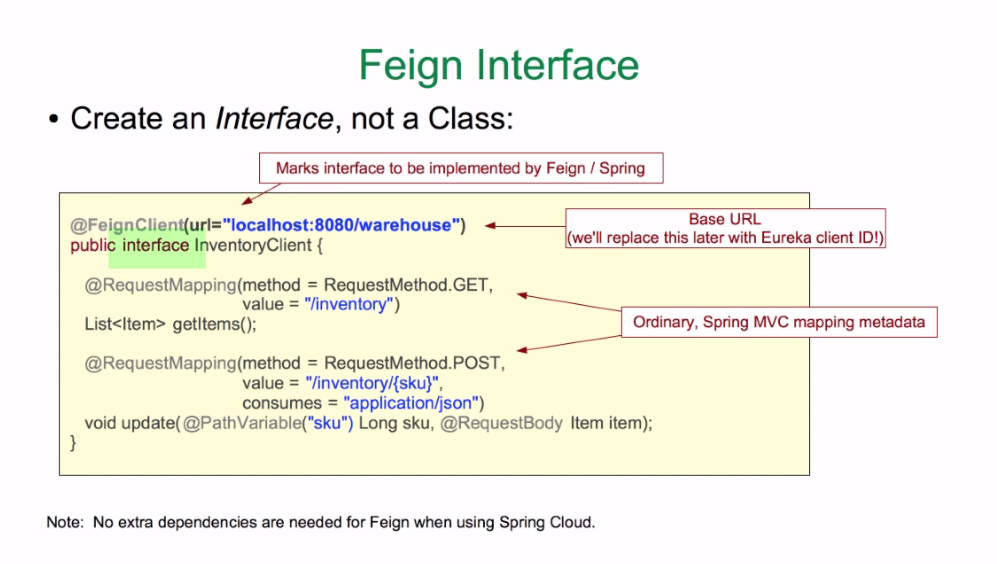 Feign Interface
• Create an Interface, not a Class:
Marks interface to be implemented by Feign / Spring
@FeignClient(url="localhost:8080/warehouse")
public interface InventoryClient {
Base URL
(we'll replace this later with Eureka client ID!)
@RequestMapping(method = RequestMethod.GET,
value = "/inventory")
List<Item> getItems();
Ordinary, Spring MVC mapping metadata
@RequestMapping(method = RequestMethod.POST,
value = "/inventory/{sku}",
consumes = "application/json")
void update(@PathVariable("sku") Long sku, @RequestBody Item item);
}
Note: No extra dependencies are needed for Feign when using Spring Cloud.